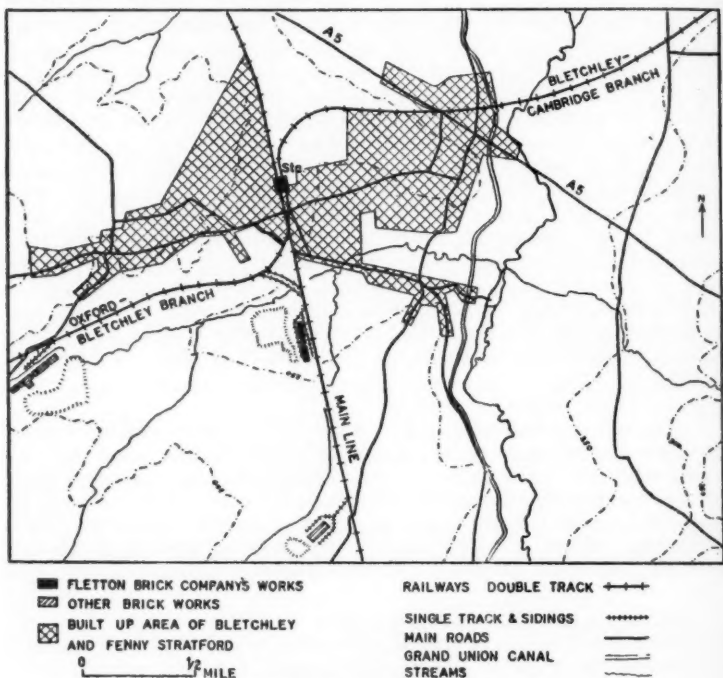 A5
BLETCHLEY-
CAMBRIDGE BRANCH
Sta
A5
N
OXFORD-
BLETCHLEY BRANCH
MAIN LINE
FLETTON BRICK COMPANY'S WORKS
OTHER BRICK WORKS
BUILT UP AREA OF BLETCHLEY
AND FENNY STRATFORD
0 1/2
MILE
RAILWAYS DOUBLE TRACK
SINGLE TRACK & SIDINGS
MAIN ROADS
GRAND UNION CANAL
STREAMS